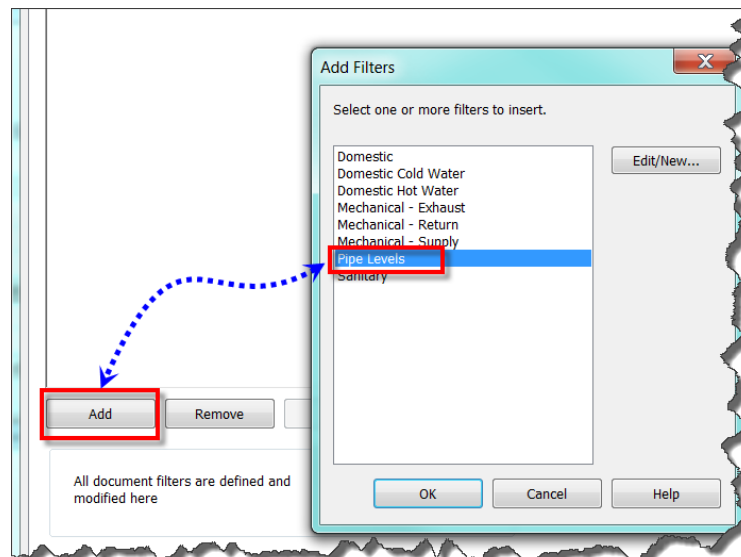 Add Filters
X
Select one or more filters to insert.
Domestic
Domestic Cold Water
Domestic Hot Water
Mechanical - Exhaust
Mechanical - Return
Mechanical - Supply
Pipe Levels
Sanitary
Edit/New...
Add
Remove
All document filters are defined and
modified here
OK
Cancel
Help